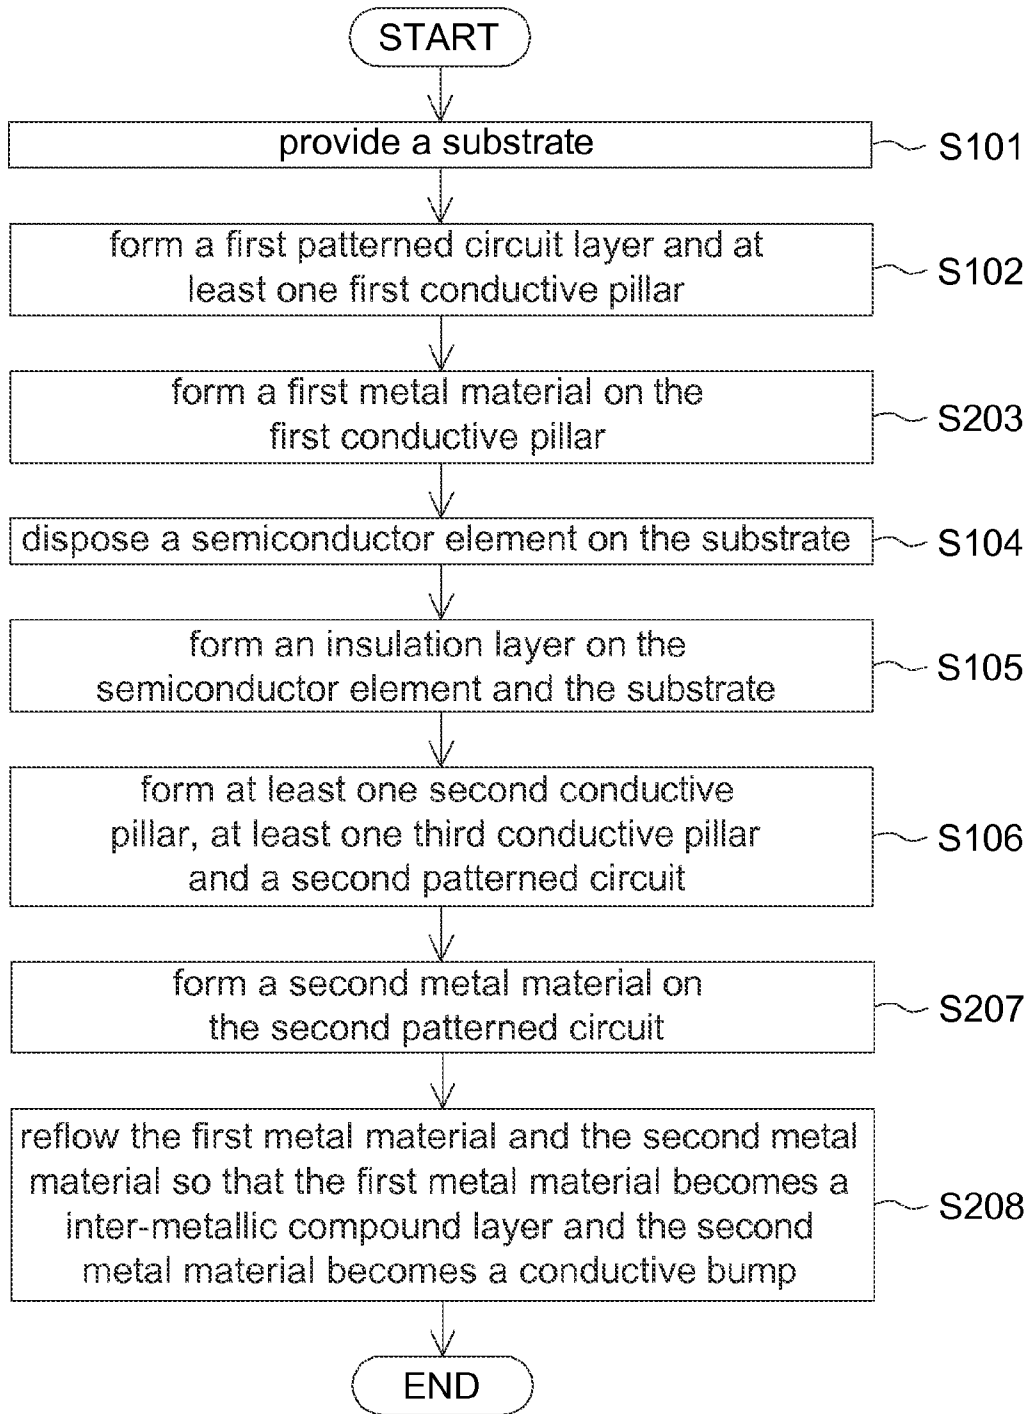 START
provide a substrate
S101
form a first patterned circuit layer and at
least one first conductive pillar
S102
form a first metal material on the
first conductive pillar
S203
dispose a semiconductor element on the substrate
S104
form an insulation layer on the
semiconductor element and the substrate
S105
form at least one second conductive
pillar, at least one third conductive pillar
and a second patterned circuit
S106
form a second metal material on
the second patterned circuit
S207
reflow the first metal material and the second metal
material so that the first metal material becomes a
inter-metallic compound layer and the second
metal material becomes a conductive bump
S208
END